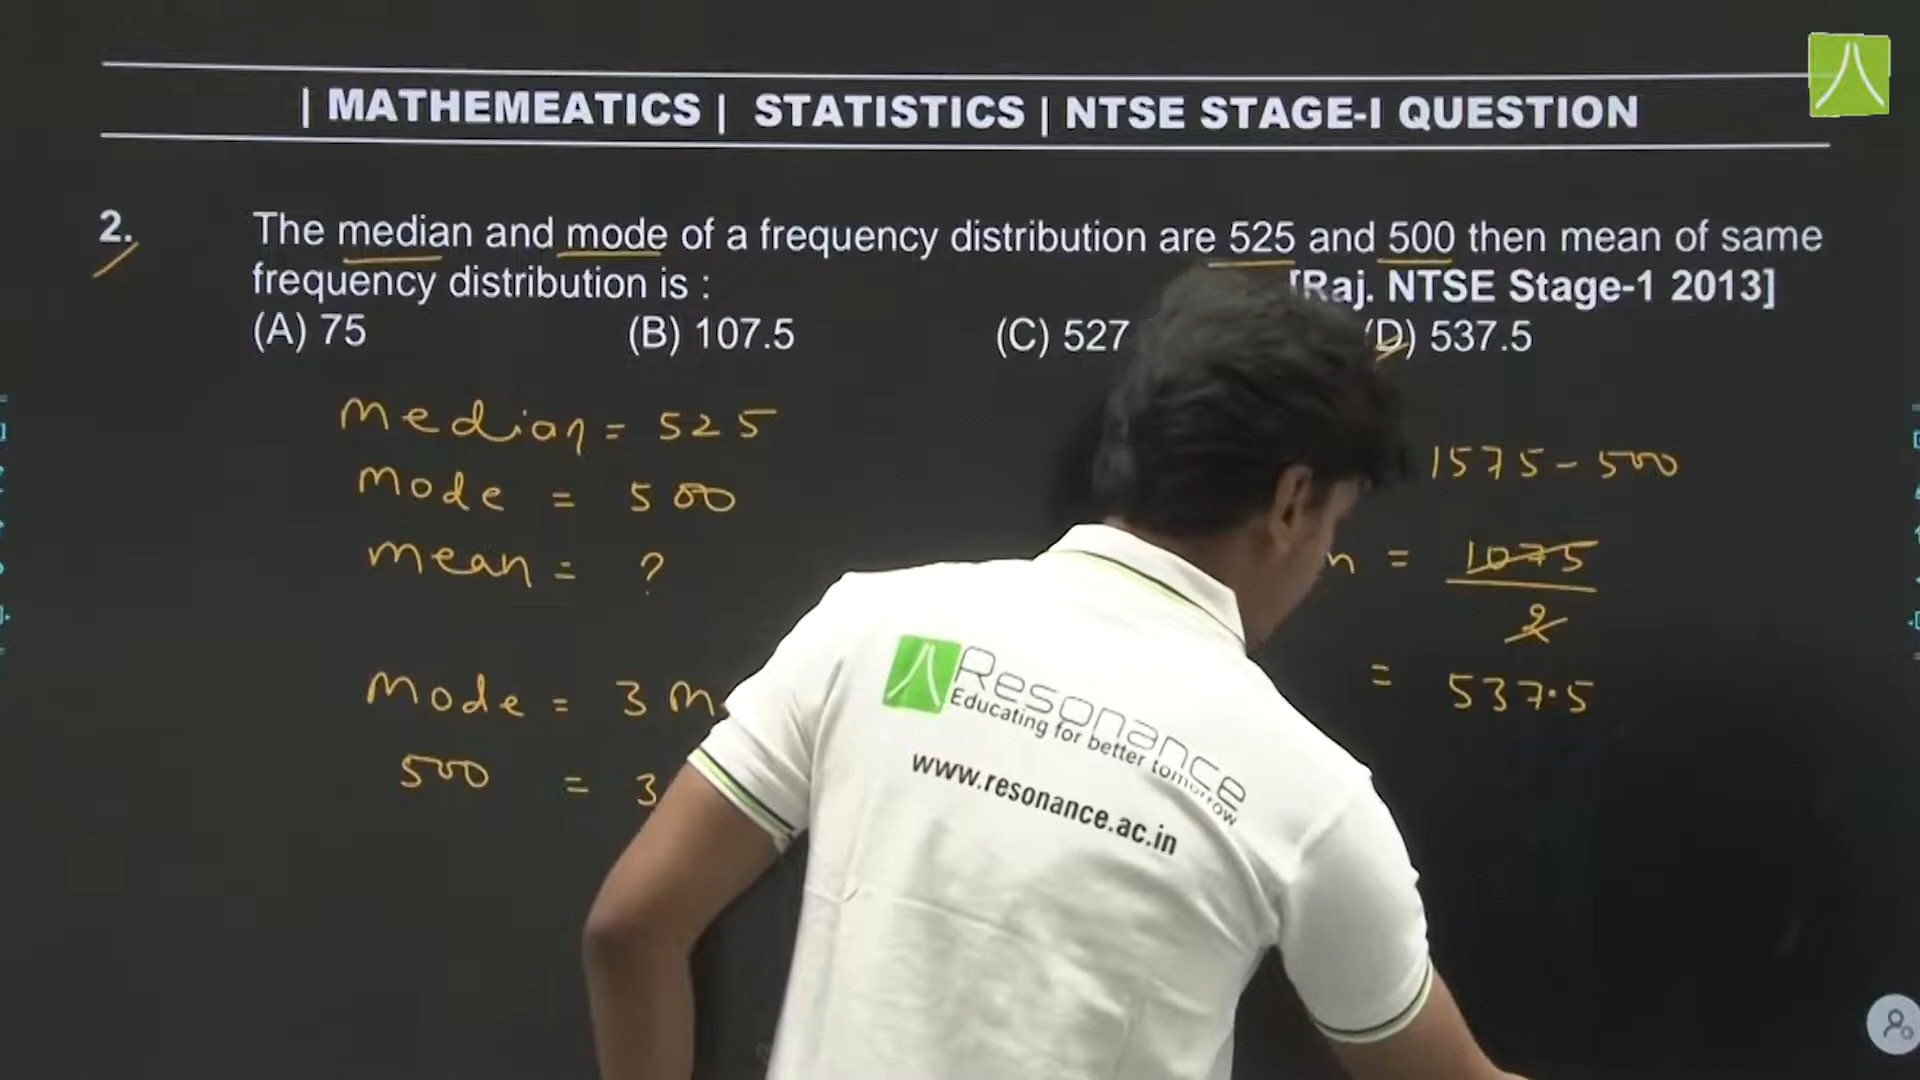 | MATHEMEATICS | STATISTICS | NTSE STAGE-I QUESTION
2. The median and mode of a frequency distribution are 525 and 500 then mean of same
frequency distribution is : [Raj. NTSE Stage-1 2013]
(A) 75 (B) 107.5 (C) 527 (D) 537.5
Median = 525
Mode = 500
mean = ?
Mode = 3 M
500 = 3
1575 - 500
n = 1075
2
= 537.5
Resonance
Educating for better tomorrow
www.resonance.ac.in